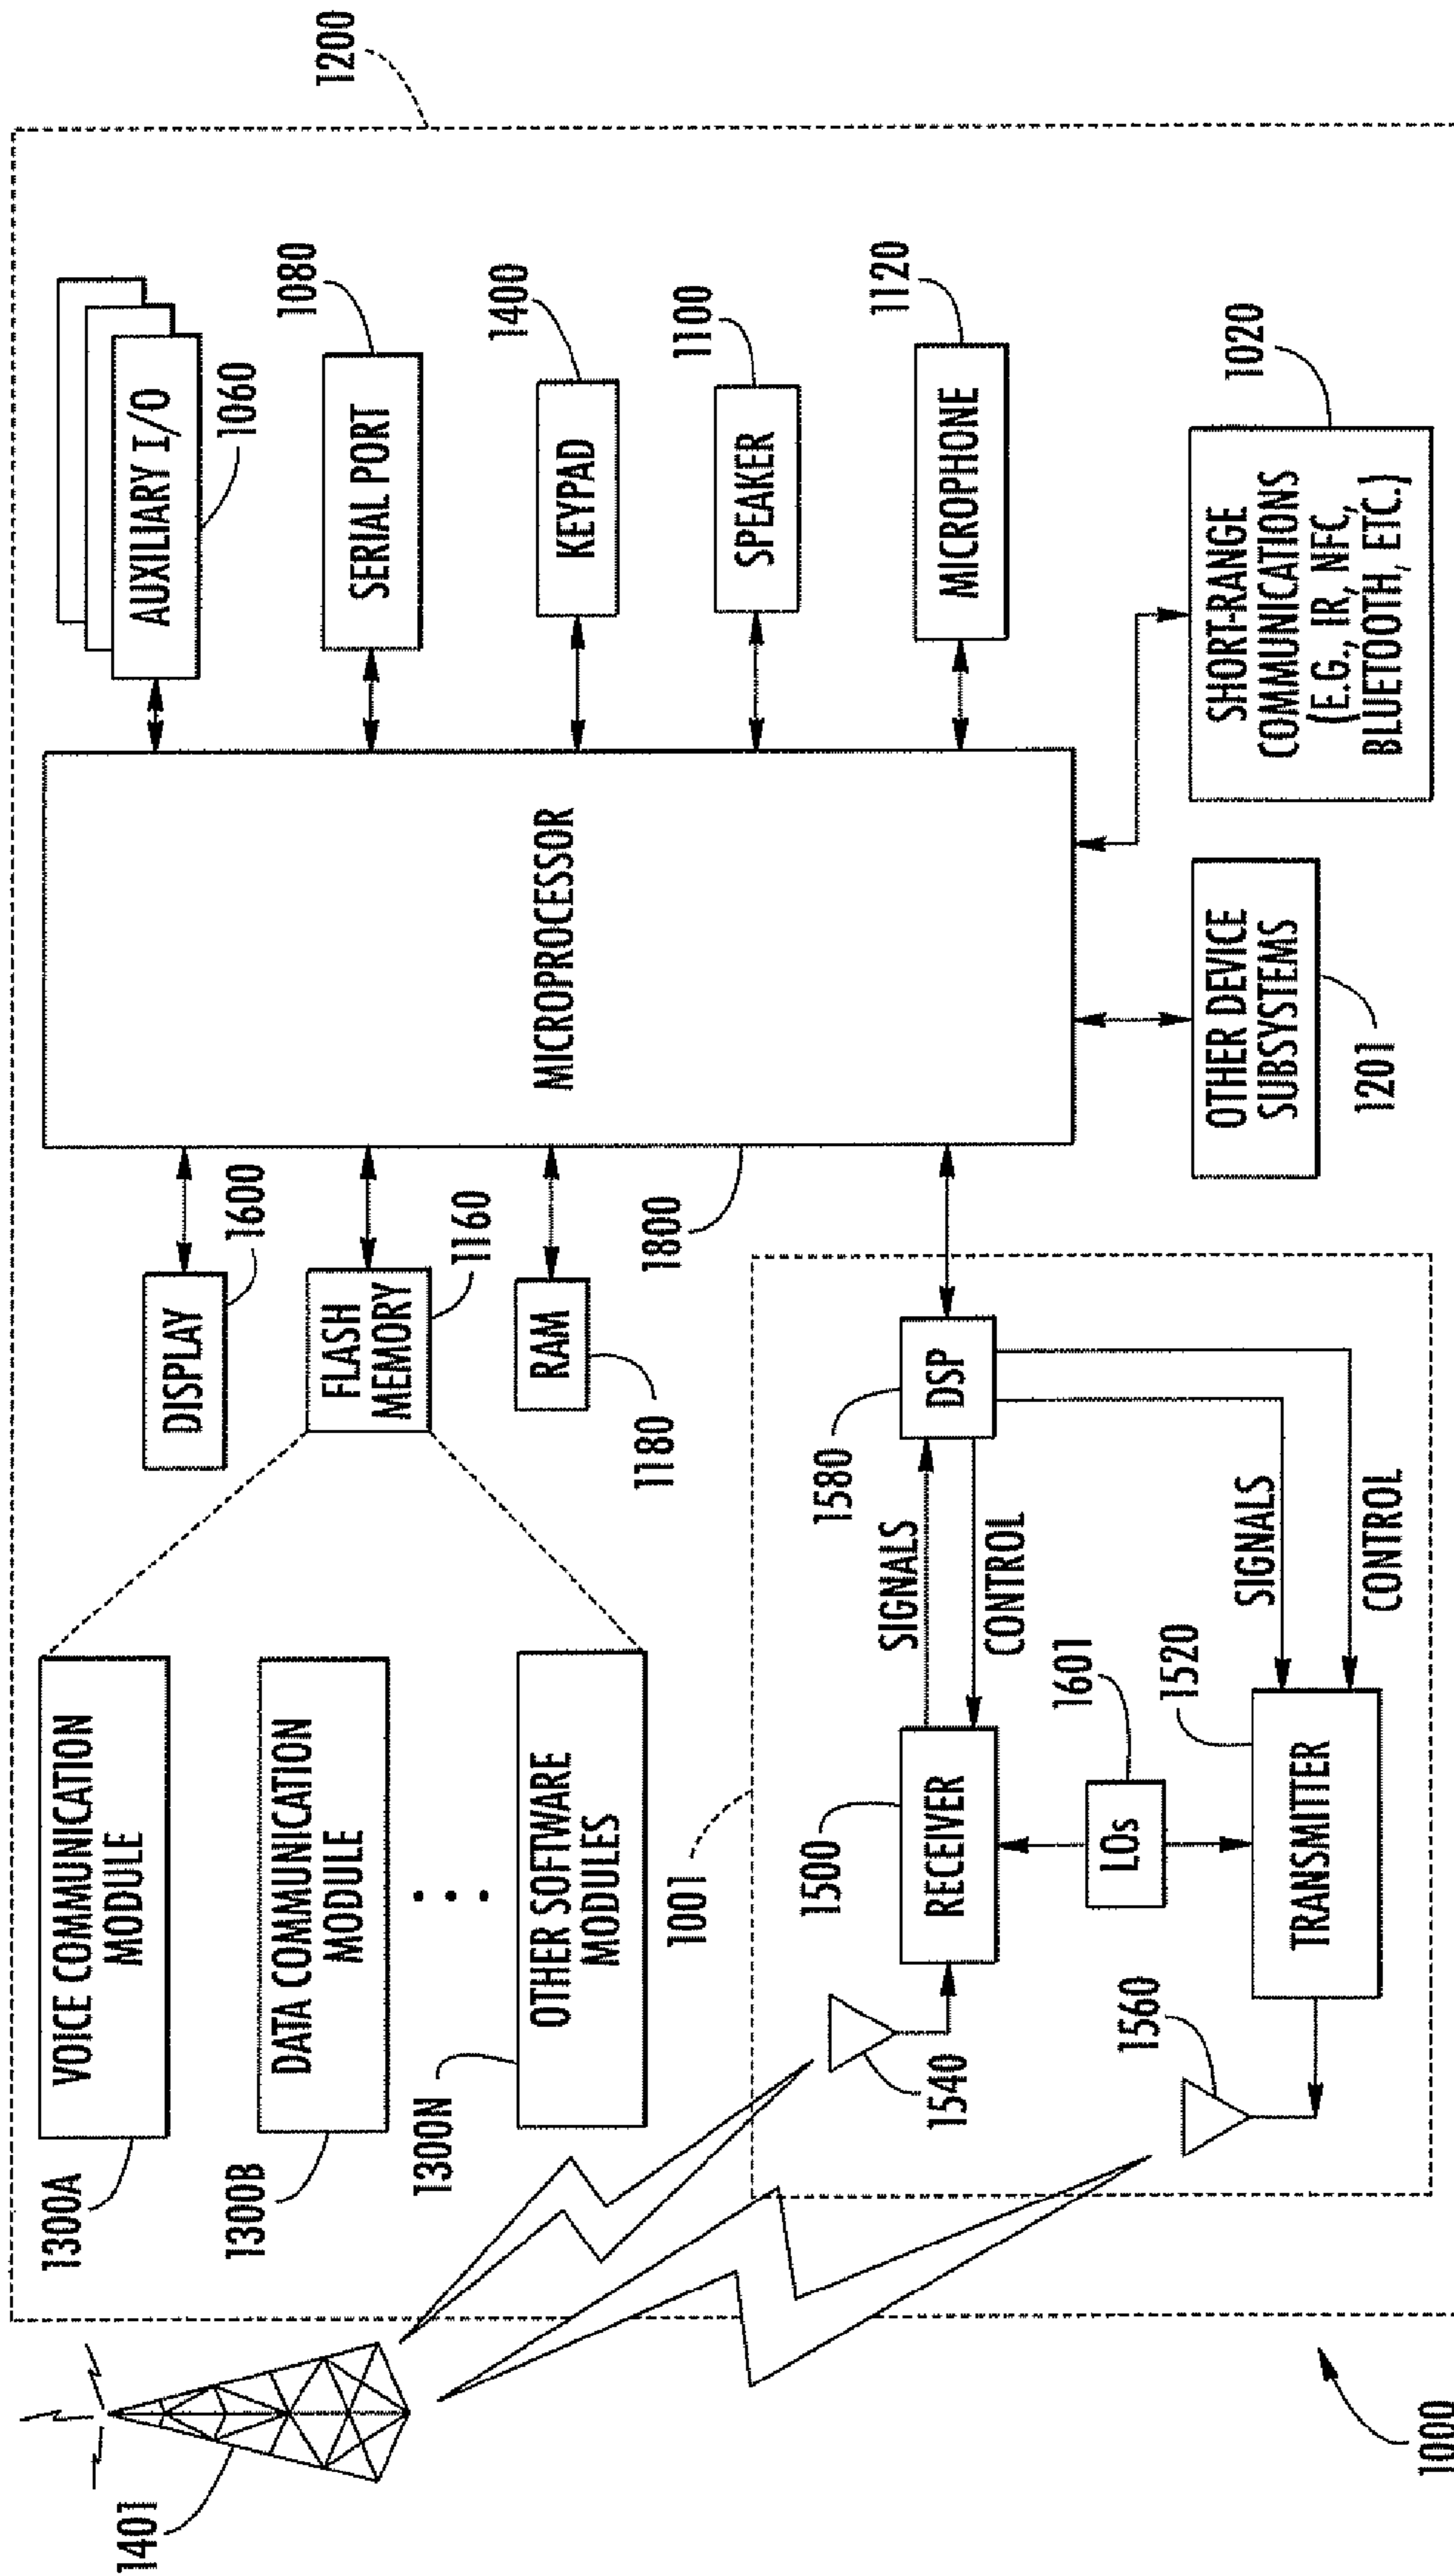 1401
1300A
VOICE COMMUNICATION
MODULE
1300B
DATA COMMUNICATION
MODULE
1300N
OTHER SOFTWARE
MODULES
DISPLAY
1600
FLASH
MEMORY
1160
RAM
1180
1800
MICROPROCESSOR
AUXILIARY I/O
1060
SERIAL PORT
1080
KEYPAD
1400
SPEAKER
1100
MICROPHONE
1120
1200
1001
1540
1500
RECEIVER
SIGNALS
CONTROL
1580
DSP
LOs
1601
1560
1520
TRANSMITTER
SIGNALS
CONTROL
OTHER DEVICE
SUBSYSTEMS
1201
SHORT-RANGE
COMMUNICATIONS
(E.G., IR, NFC,
BLUETOOTH, ETC.)
1020
1000